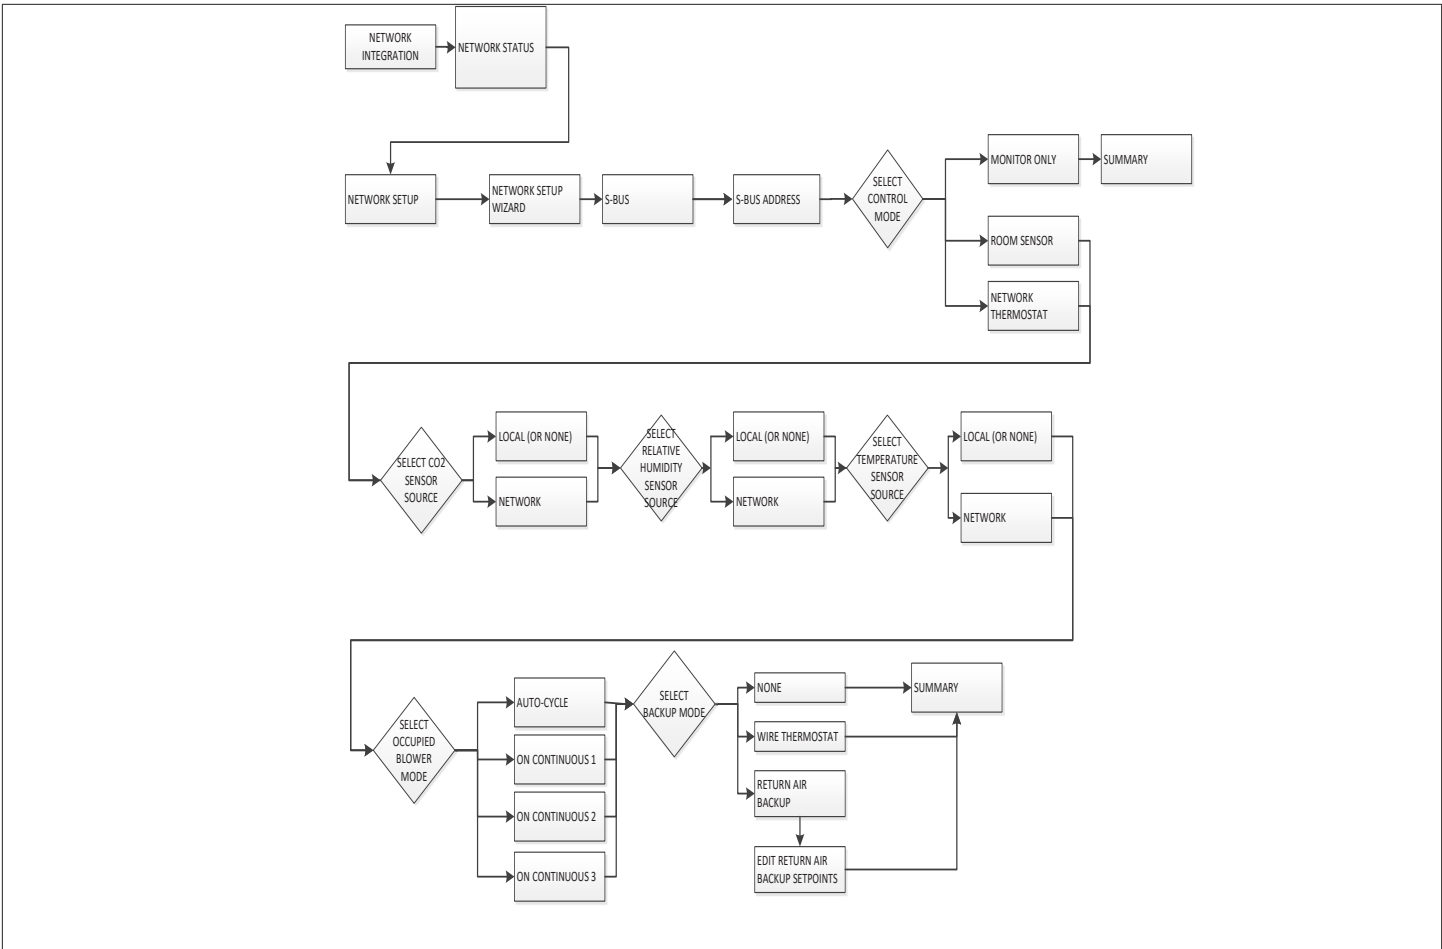 NETWORK
INTEGRATION
NETWORK STATUS
NETWORK SETUP
NETWORK SETUP
WIZARD
S-BUS
S-BUS ADDRESS
SELECT
CONTROL
MODE
MONITOR ONLY
SUMMARY
ROOM SENSOR
NETWORK
THERMOSTAT
SELECT CO2
SENSOR
SOURCE
LOCAL (OR NONE)
NETWORK
SELECT
RELATIVE
HUMIDITY
SENSOR
SOURCE
LOCAL (OR NONE)
NETWORK
SELECT
TEMPERATURE
SENSOR
SOURCE
LOCAL (OR NONE)
NETWORK
SELECT
OCCUPIED
BLOWER
MODE
AUTO-CYCLE
ON CONTINUOUS 1
ON CONTINUOUS 2
ON CONTINUOUS 3
SELECT
BACKUP MODE
NONE
WIRE THERMOSTAT
RETURN AIR
BACKUP
EDIT RETURN AIR
BACKUP SETPOINTS
SUMMARY